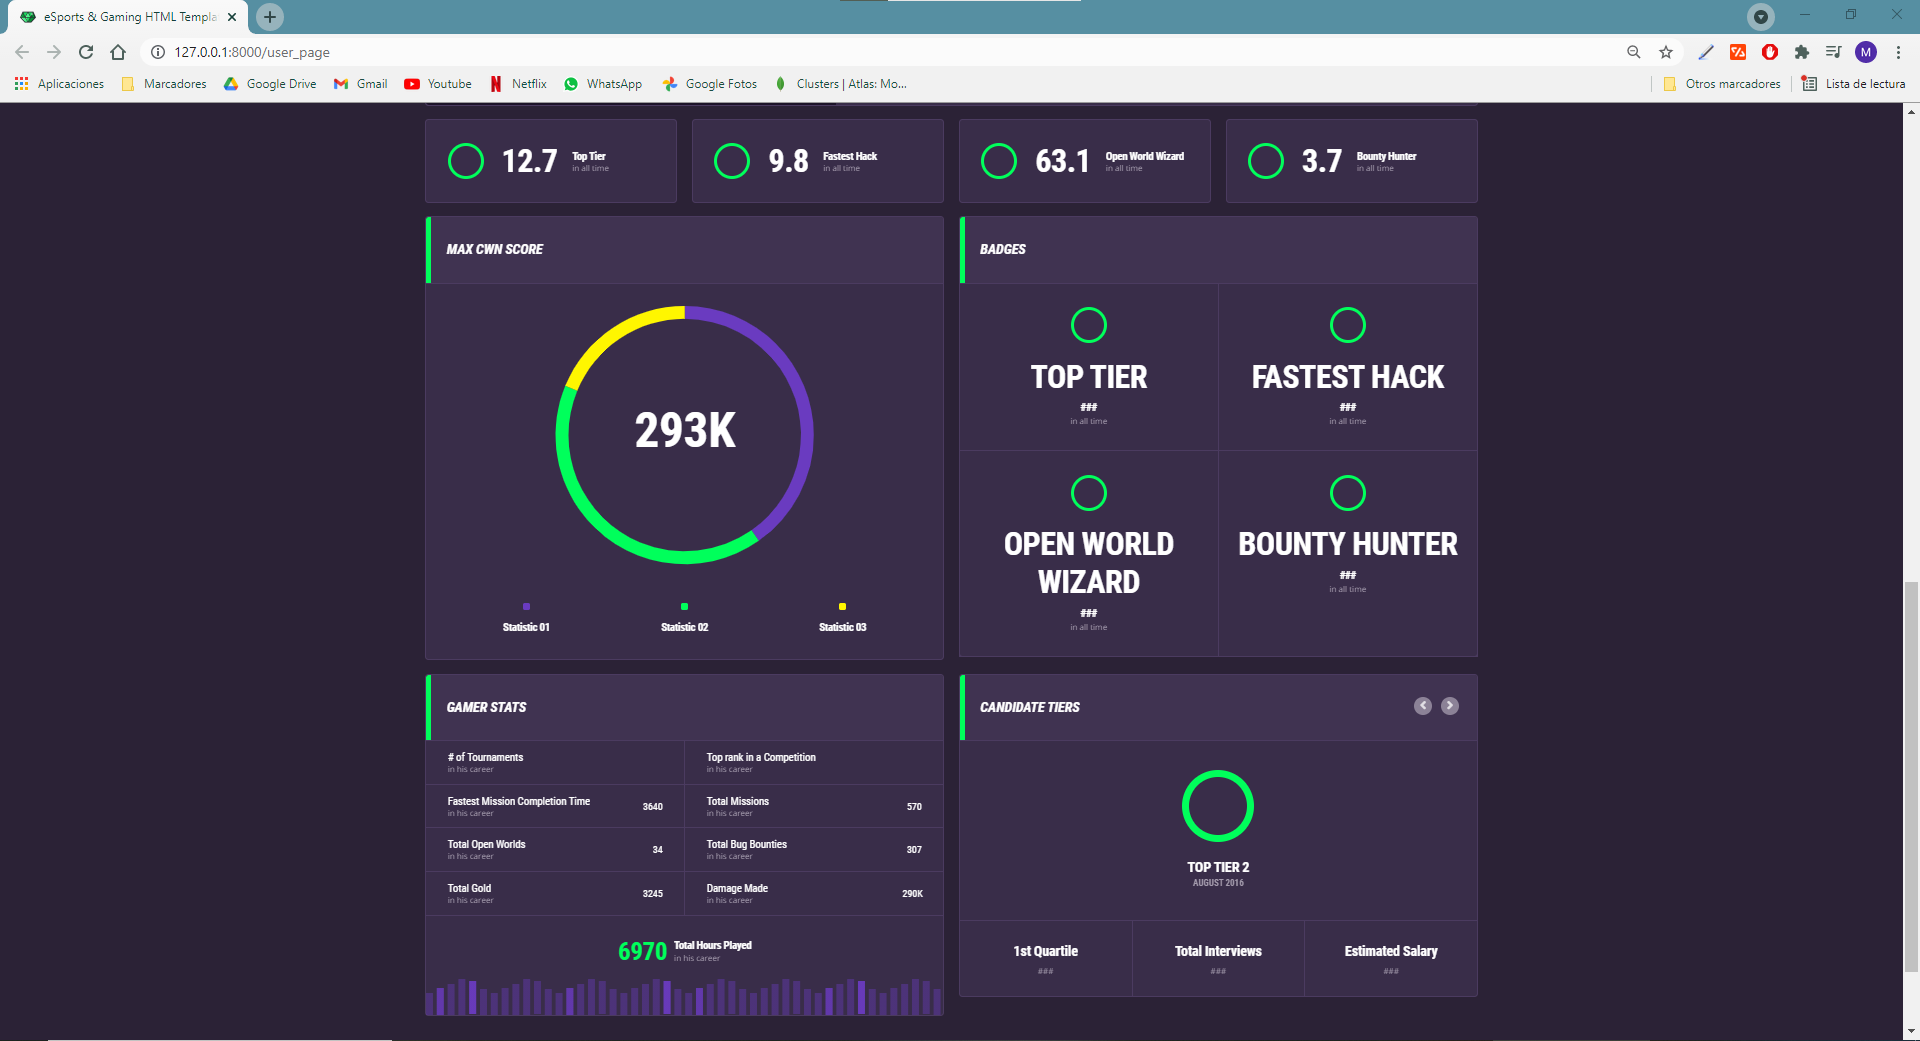 eSports & Gaming HTML Templa
127.0.0.1:8000/user_page
M
Aplicaciones
Marcadores
Google Drive
Gmail
Youtube
Netflix
WhatsApp
Google Fotos
Clusters | Atlas: Mo...
Otros marcadores
Lista de lectura
12.7
Top Tier
in all time
9.8
Fastest Hack
in all time
63.1
Open World Wizard
in all time
3.7
Bounty Hunter
in all time
MAX CWN SCORE
293K
Statistic 01
Statistic 02
Statistic 03
BADGES
TOP TIER
###
in all time
FASTEST HACK
###
in all time
OPEN WORLD
WIZARD
###
in all time
BOUNTY HUNTER
###
in all time
GAMER STATS
# of Tournaments
in his career
Top rank in a Competition
in his career
Fastest Mission Completion Time
in his career
3640
Total Missions
in his career
570
Total Open Worlds
in his career
34
Total Bug Bounties
in his career
307
Total Gold
in his career
3245
Damage Made
in his career
290K
6970
Total Hours Played
in his career
CANDIDATE TIERS
TOP TIER 2
AUGUST 2016
1st Quartile
###
Total Interviews
###
Estimated Salary
###